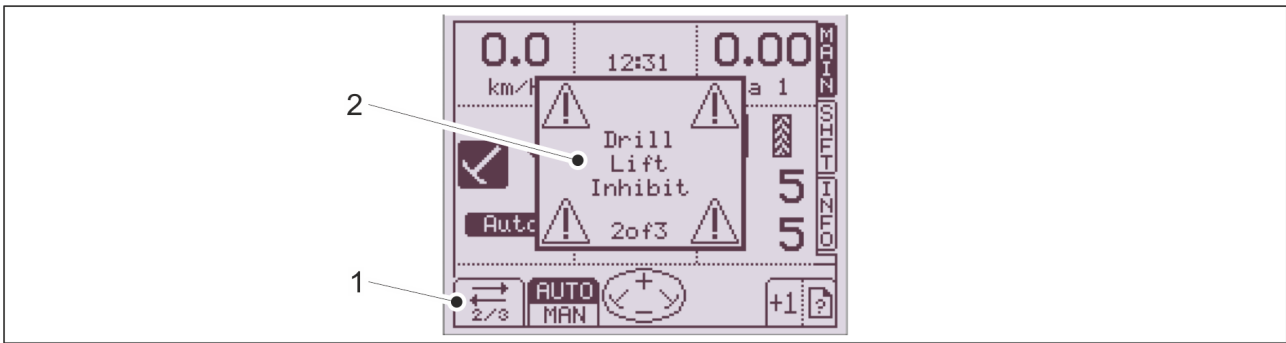 0.0
12:31
0.00
km/
a 1
MAIN
SHFT
INFO
2
Drill
Lift
Inhibit
2of3
5
5
Auto
1
2/3
AUTO
MAN
+
-
+1
?